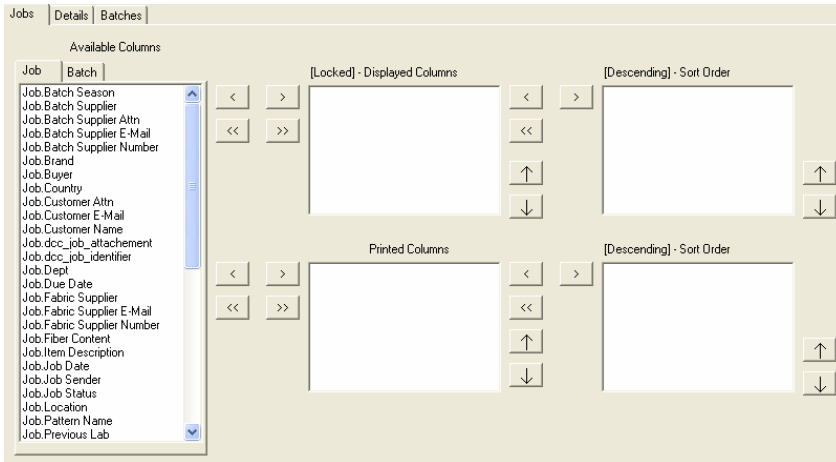 Jobs Details Batches
Available Columns
Job Batch
[Locked] - Displayed Columns
[Descending] - Sort Order
Job.Batch Season
Job.Batch Supplier
Job.Batch Supplier Attn
Job.Batch Supplier E-Mail
Job.Batch Supplier Number
Job.Brand
Job.Buyer
Job.Country
Job.Customer Attn
Job.Customer E-Mail
Job.Customer Name
Job.dcc_job_attachement
Job.dcc_job_identifier
Job.Dept
Job.Due Date
Job.Fabric Supplier
Job.Fabric Supplier E-Mail
Job.Fabric Supplier Number
Job.Fiber Content
Job.Item Description
Job.Job Date
Job.Job Sender
Job.Job Status
Job.Location
Job.Pattern Name
Job.Previous Lab
< > < >
<< >> <<
Printed Columns
[Descending] - Sort Order
< > < >
<< >> <<